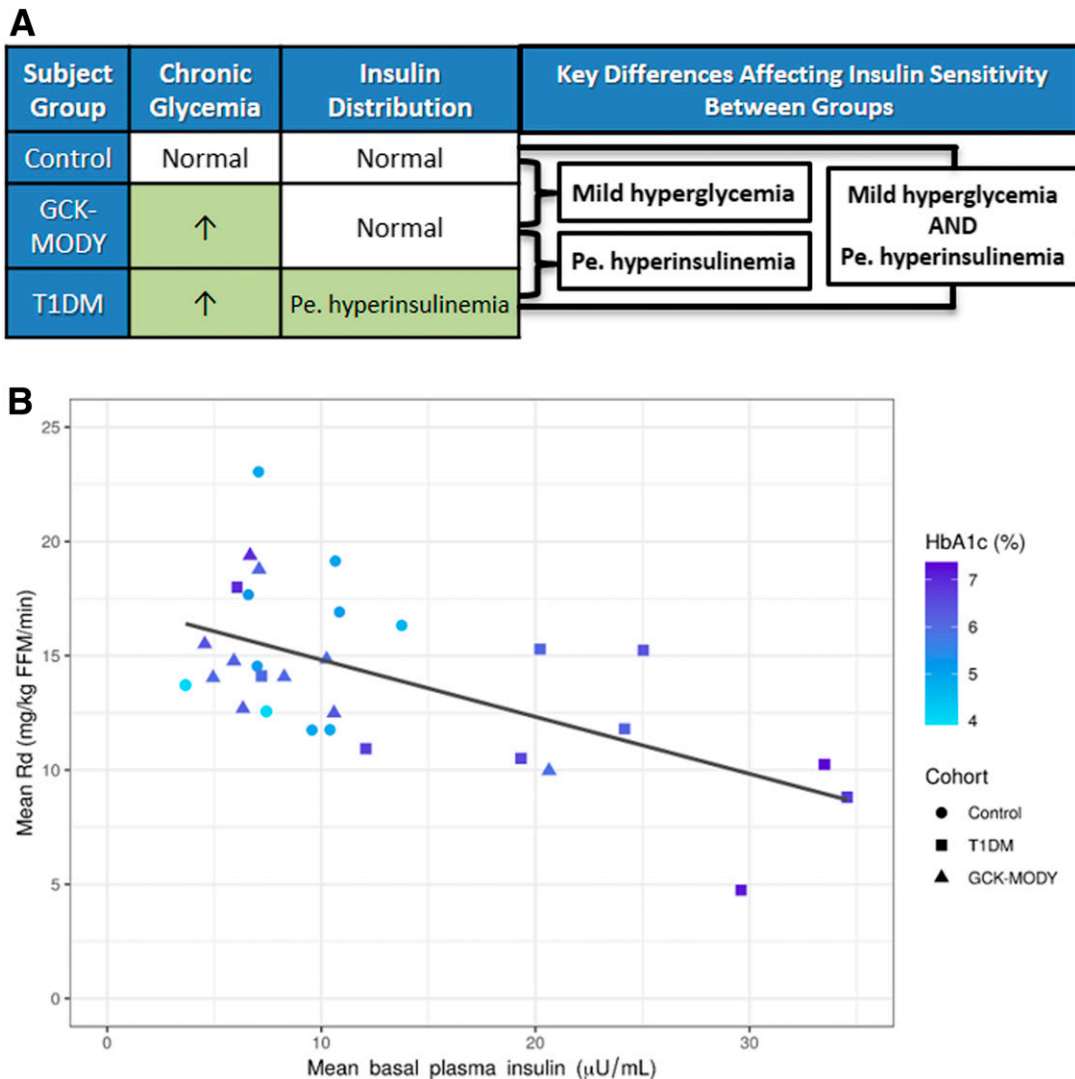 A
Subject Group
Chronic Glycemia
Insulin Distribution
Key Differences Affecting Insulin Sensitivity Between Groups
Control
Normal
Normal
GCK-MODY
↑
Normal
T1DM
↑
Pe. hyperinsulinemia
Mild hyperglycemia
Pe. hyperinsulinemia
Mild hyperglycemia
AND
Pe. hyperinsulinemia
B
Mean Rd (mg/kg FFM/min)
25
20
15
10
5
0
0
10
20
30
Mean basal plasma insulin (μU/mL)
HbA1c (%)
7
6
5
4
Cohort
Control
T1DM
GCK-MODY